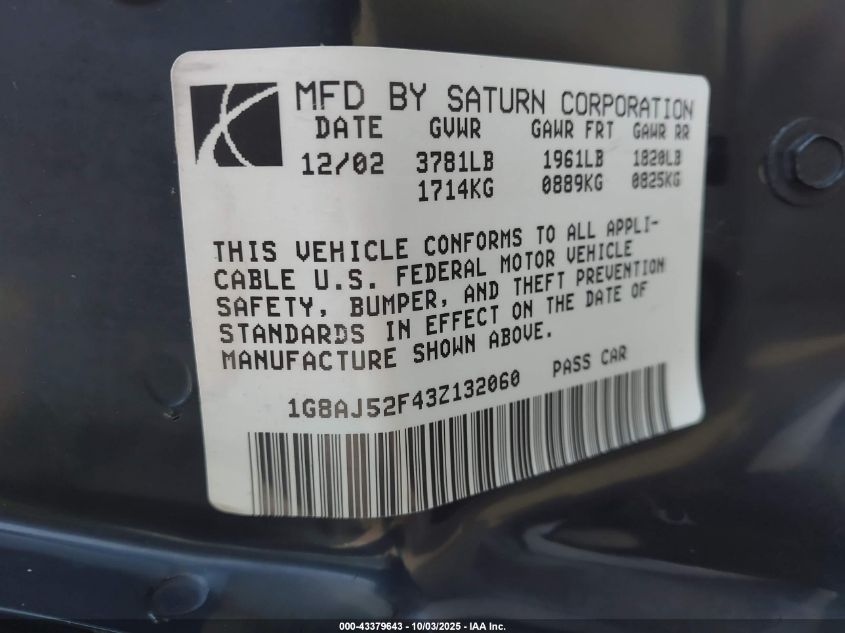 MFD BY SATURN CORPORATION
DATE GVWR GAWR FRT GAWR RR
12/02 3781LB 1961LB 1820LB
1714KG 0889KG 0825KG
THIS VEHICLE CONFORMS TO ALL APPLI-
CABLE U.S. FEDERAL MOTOR VEHICLE
SAFETY, BUMPER, AND THEFT PREVENTION
STANDARDS IN EFFECT ON THE DATE OF
MANUFACTURE SHOWN ABOVE.
1G8AJ52F43Z132060 PASS CAR
000-43379643 - 10/03/2025 - IAA Inc.